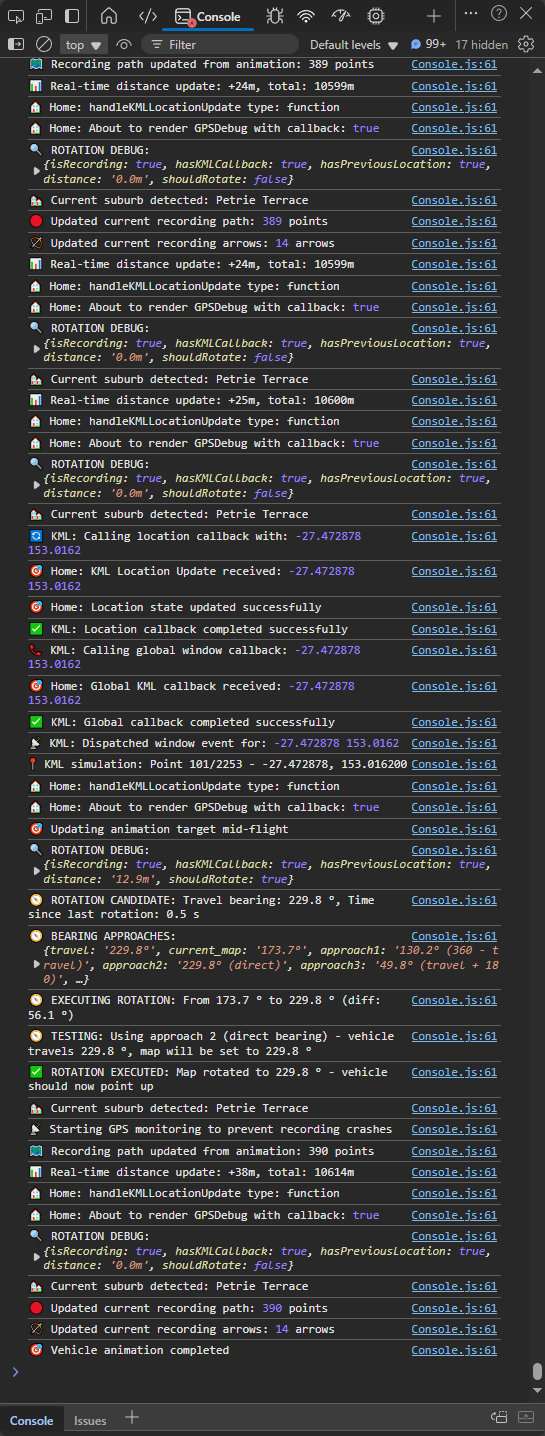 Console
top
Filter
Default levels
99+
17 hidden
Recording path updated from animation: 389 points Console.js:61
Real-time distance update: +24m, total: 10599m Console.js:61
Home: handleKMLLocationUpdate type: function Console.js:61
Home: About to render GPSDebug with callback: true Console.js:61
ROTATION DEBUG: Console.js:61
{isRecording: true, hasKMLCallback: true, hasPreviousLocation: true,
distance: '0.0m', shouldRotate: false}
Current suburb detected: Petrie Terrace Console.js:61
Updated current recording path: 389 points Console.js:61
Updated current recording arrows: 14 arrows Console.js:61
Real-time distance update: +24m, total: 10599m Console.js:61
Home: handleKMLLocationUpdate type: function Console.js:61
Home: About to render GPSDebug with callback: true Console.js:61
ROTATION DEBUG: Console.js:61
{isRecording: true, hasKMLCallback: true, hasPreviousLocation: true,
distance: '0.0m', shouldRotate: false}
Current suburb detected: Petrie Terrace Console.js:61
Real-time distance update: +25m, total: 10600m Console.js:61
Home: handleKMLLocationUpdate type: function Console.js:61
Home: About to render GPSDebug with callback: true Console.js:61
ROTATION DEBUG: Console.js:61
{isRecording: true, hasKMLCallback: true, hasPreviousLocation: true,
distance: '0.0m', shouldRotate: false}
Current suburb detected: Petrie Terrace Console.js:61
KML: Calling location callback with: -27.472878 Console.js:61
153.0162
Home: KML Location Update received: -27.472878 Console.js:61
153.0162
Home: Location state updated successfully Console.js:61
KML: Location callback completed successfully Console.js:61
KML: Calling global window callback: -27.472878 Console.js:61
153.0162
Home: Global KML callback received: -27.472878 Console.js:61
153.0162
KML: Global callback completed successfully Console.js:61
KML: Dispatched window event for: -27.472878 153.0162 Console.js:61
KML simulation: Point 101/2253 - -27.472878, 153.016200 Console.js:61
Home: handleKMLLocationUpdate type: function Console.js:61
Home: About to render GPSDebug with callback: true Console.js:61
Updating animation target mid-flight Console.js:61
ROTATION DEBUG: Console.js:61
{isRecording: true, hasKMLCallback: true, hasPreviousLocation: true,
distance: '12.9m', shouldRotate: true}
ROTATION CANDIDATE: Travel bearing: 229.8 °, Time Console.js:61
since last rotation: 0.5 s
BEARING APPROACHES: Console.js:61
{travel: '229.8°', current_map: '173.7°', approach1: '130.2° (360 - t
ravel)', approach2: '229.8° (direct)', approach3: '49.8° (travel + 18
0)', …}
EXECUTING ROTATION: From 173.7 ° to 229.8 ° (diff: Console.js:61
56.1 °)
TESTING: Using approach 2 (direct bearing) - vehicle Console.js:61
travels 229.8 °, map will be set to 229.8 °
ROTATION EXECUTED: Map rotated to 229.8 ° - vehicle Console.js:61
should now point up
Current suburb detected: Petrie Terrace Console.js:61
Starting GPS monitoring to prevent recording crashes Console.js:61
Recording path updated from animation: 390 points Console.js:61
Real-time distance update: +38m, total: 10614m Console.js:61
Home: handleKMLLocationUpdate type: function Console.js:61
Home: About to render GPSDebug with callback: true Console.js:61
ROTATION DEBUG: Console.js:61
{isRecording: true, hasKMLCallback: true, hasPreviousLocation: true,
distance: '0.0m', shouldRotate: false}
Current suburb detected: Petrie Terrace Console.js:61
Updated current recording path: 390 points Console.js:61
Updated current recording arrows: 14 arrows Console.js:61
Vehicle animation completed Console.js:61
Console
Issues